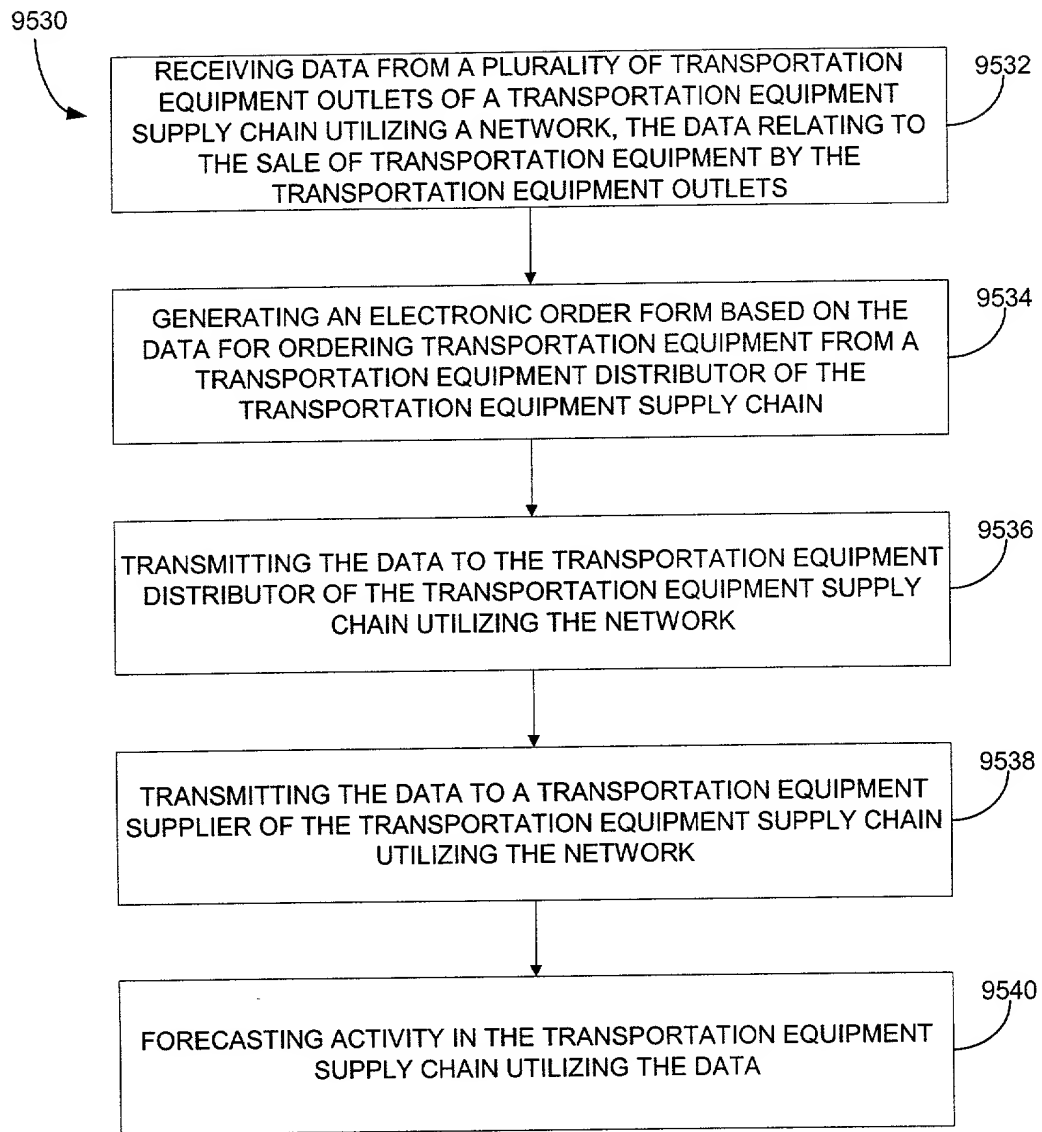 9530
RECEIVING DATA FROM A PLURALITY OF TRANSPORTATION
EQUIPMENT OUTLETS OF A TRANSPORTATION EQUIPMENT
SUPPLY CHAIN UTILIZING A NETWORK, THE DATA RELATING TO
THE SALE OF TRANSPORTATION EQUIPMENT BY THE
TRANSPORTATION EQUIPMENT OUTLETS
9532
GENERATING AN ELECTRONIC ORDER FORM BASED ON THE
DATA FOR ORDERING TRANSPORTATION EQUIPMENT FROM A
TRANSPORTATION EQUIPMENT DISTRIBUTOR OF THE
TRANSPORTATION EQUIPMENT SUPPLY CHAIN
9534
TRANSMITTING THE DATA TO THE TRANSPORTATION EQUIPMENT
DISTRIBUTOR OF THE TRANSPORTATION EQUIPMENT SUPPLY
CHAIN UTILIZING THE NETWORK
9536
TRANSMITTING THE DATA TO A TRANSPORTATION EQUIPMENT
SUPPLIER OF THE TRANSPORTATION EQUIPMENT SUPPLY CHAIN
UTILIZING THE NETWORK
9538
FORECASTING ACTIVITY IN THE TRANSPORTATION EQUIPMENT
SUPPLY CHAIN UTILIZING THE DATA
9540